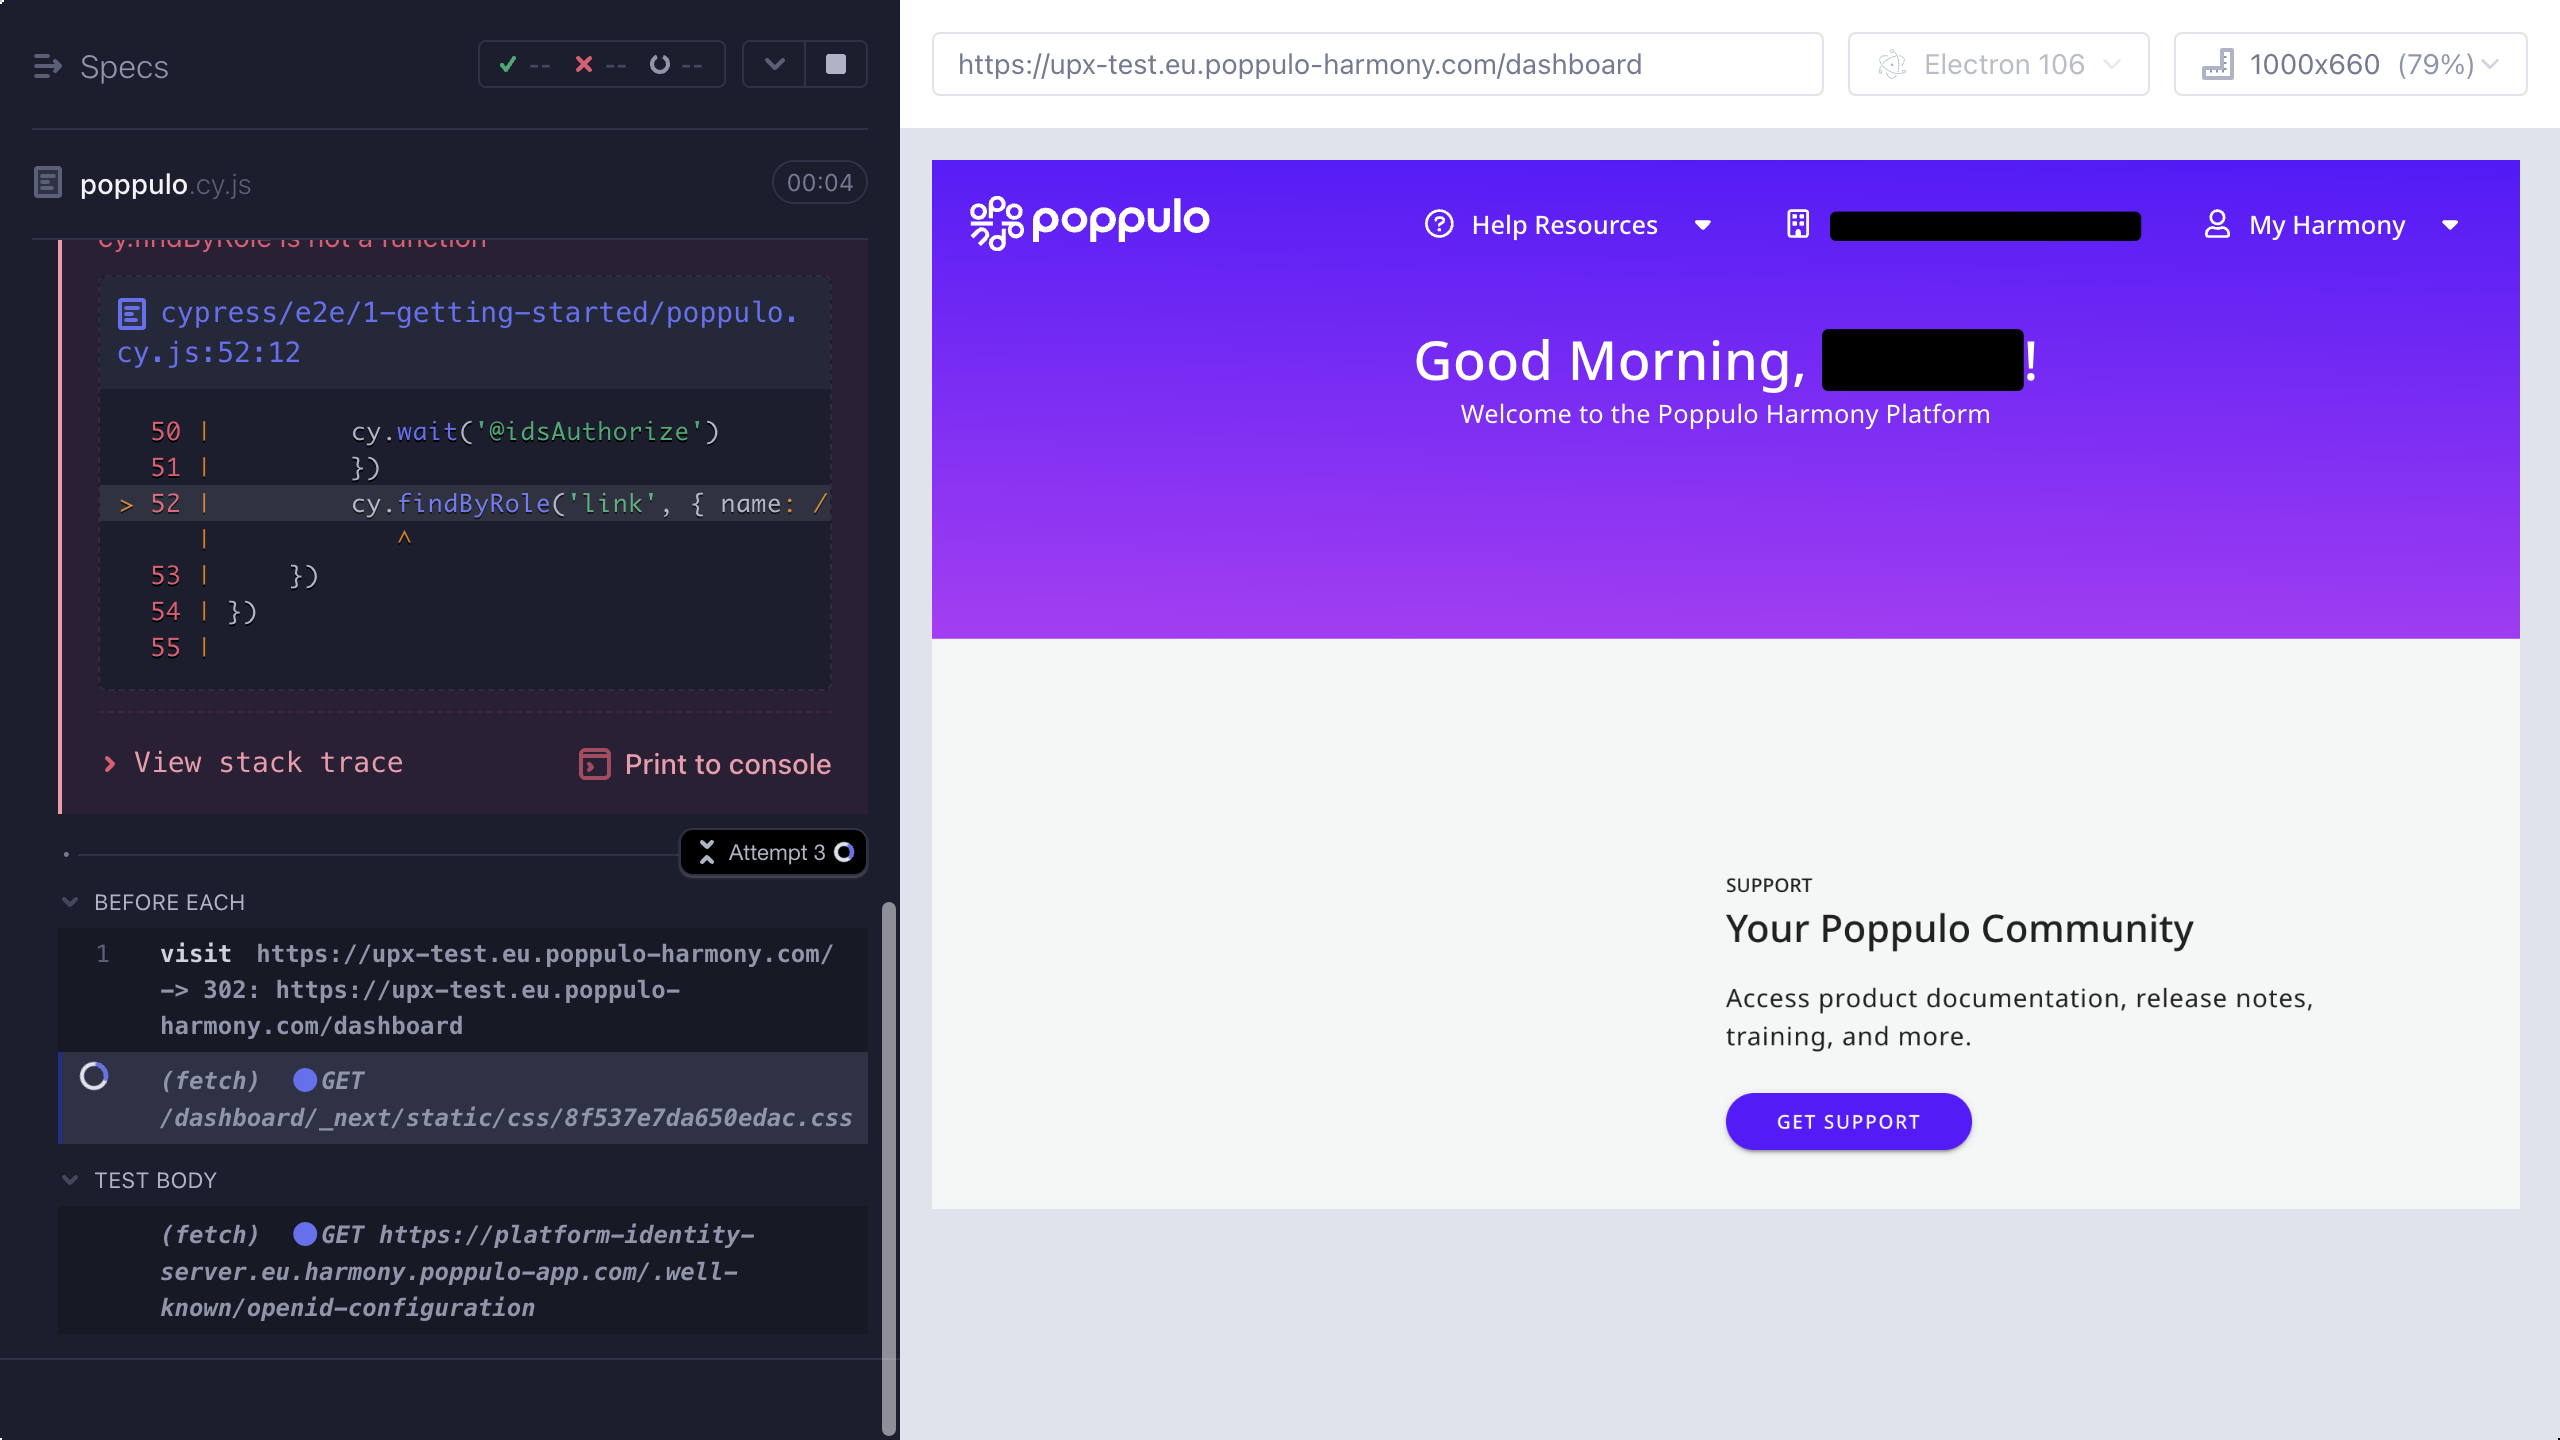 Specs
-- -- --
poppulo.cy.js
00:04
cy.findByRole is not a function
cypress/e2e/1-getting-started/poppulo.
cy.js:52:12
50 | cy.wait('@idsAuthorize')
51 | })
> 52 | cy.findByRole('link', { name: /
| ^
53 | })
54 | })
55 |
View stack trace
Print to console
Attempt 3
BEFORE EACH
1 visit https://upx-test.eu.poppulo-harmony.com/
-> 302: https://upx-test.eu.poppulo-
harmony.com/dashboard
(fetch) GET
/dashboard/_next/static/css/8f537e7da650edac.css
TEST BODY
(fetch) GET https://platform-identity-
server.eu.harmony.poppulo-app.com/.well-
known/openid-configuration
https://upx-test.eu.poppulo-harmony.com/dashboard
Electron 106
1000x660 (79%)
poppulo
Help Resources
My Harmony
Good Morning, !
Welcome to the Poppulo Harmony Platform
SUPPORT
Your Poppulo Community
Access product documentation, release notes,
training, and more.
GET SUPPORT